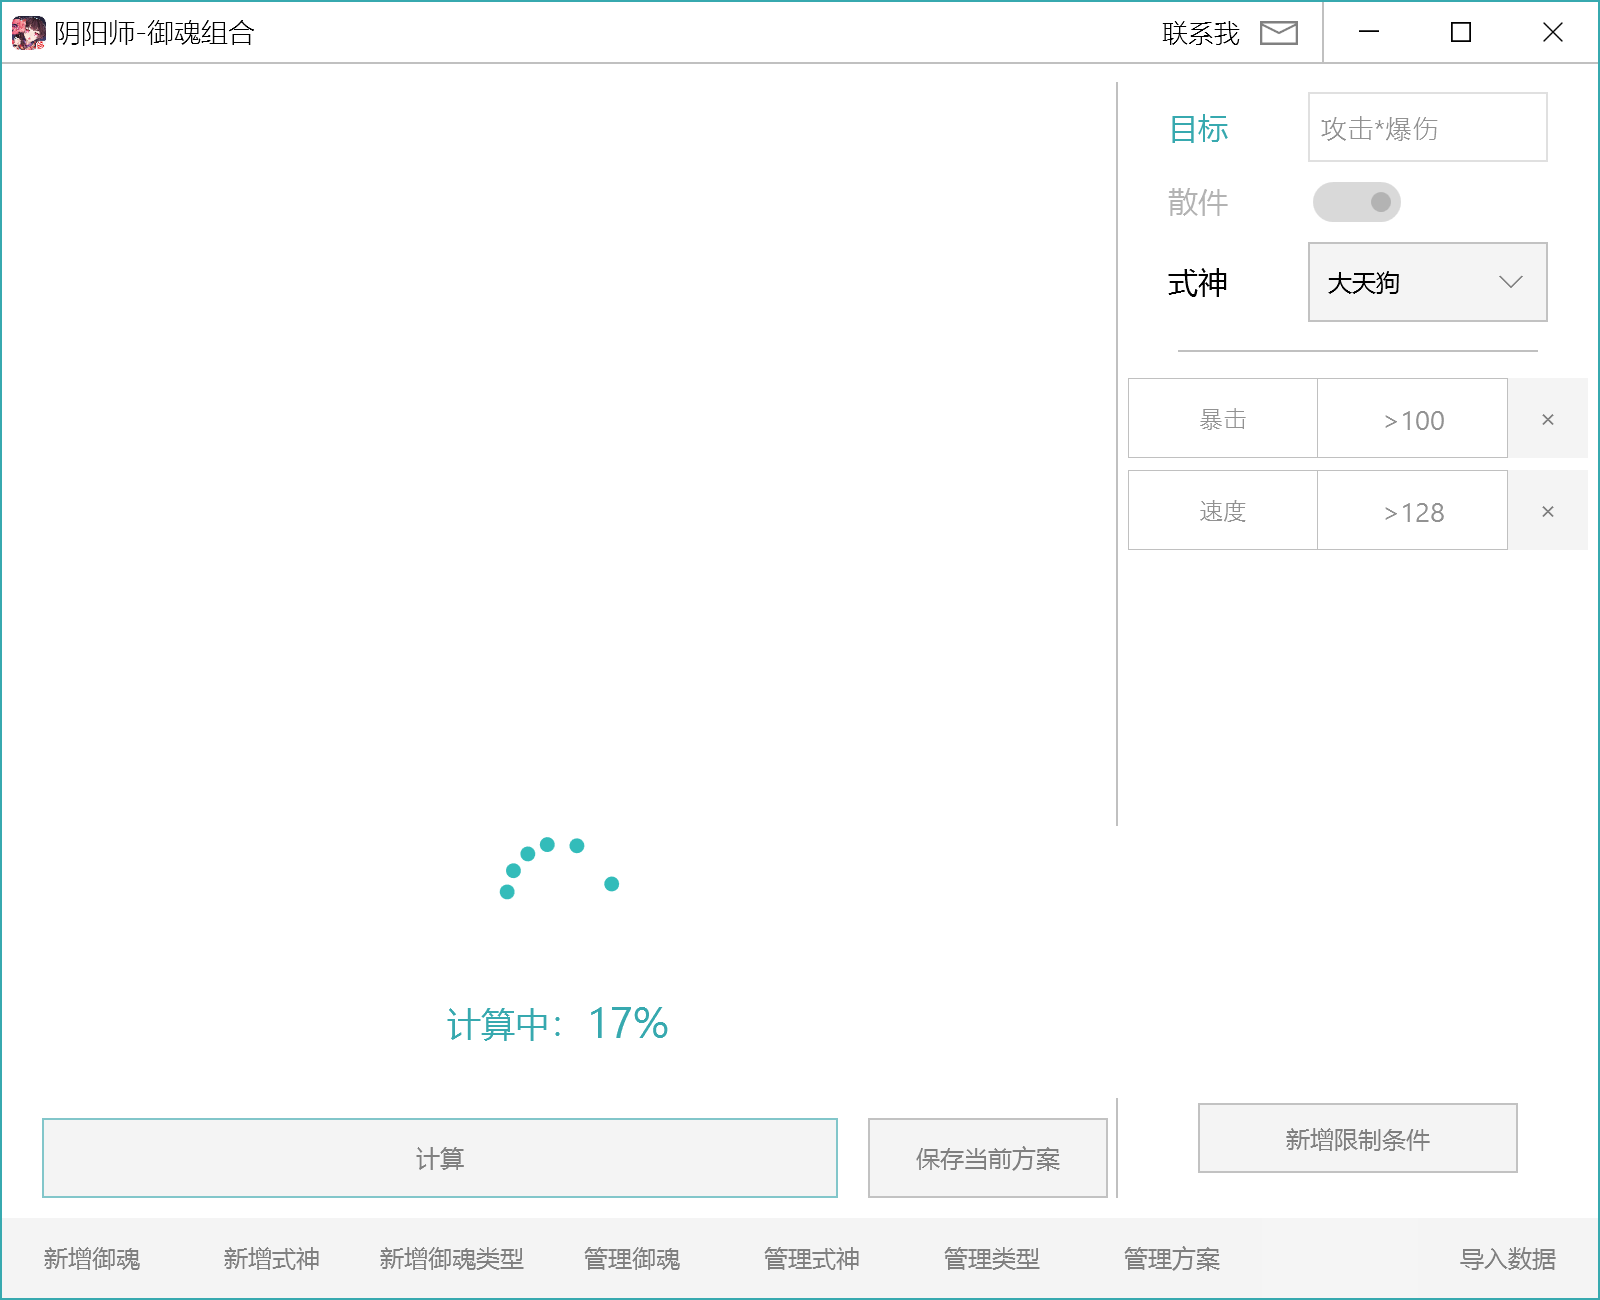 阴阳师-御魂组合
联系我
目标
攻击*爆伤
散件
式神
大天狗
暴击
>100
×
速度
>128
×
计算中：17%
计算
保存当前方案
新增限制条件
新增御魂
新增式神
新增御魂类型
管理御魂
管理式神
管理类型
管理方案
导入数据